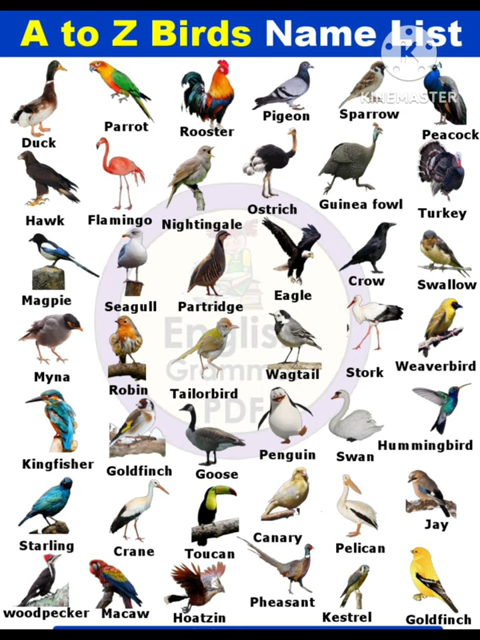 A to Z Birds Name List
KINEMASTER
Duck
Parrot
Rooster
Pigeon
Sparrow
Peacock
Hawk
Flamingo
Nightingale
Ostrich
Guinea fowl
Turkey
Magpie
Seagull
Partridge
Eagle
Crow
Swallow
Myna
Robin
Tailorbird
Wagtail
Stork
Weaverbird
Kingfisher
Goldfinch
Goose
Penguin
Swan
Hummingbird
Starling
Crane
Toucan
Canary
Pelican
Jay
woodpecker
Macaw
Hoatzin
Pheasant
Kestrel
Goldfinch
PDF